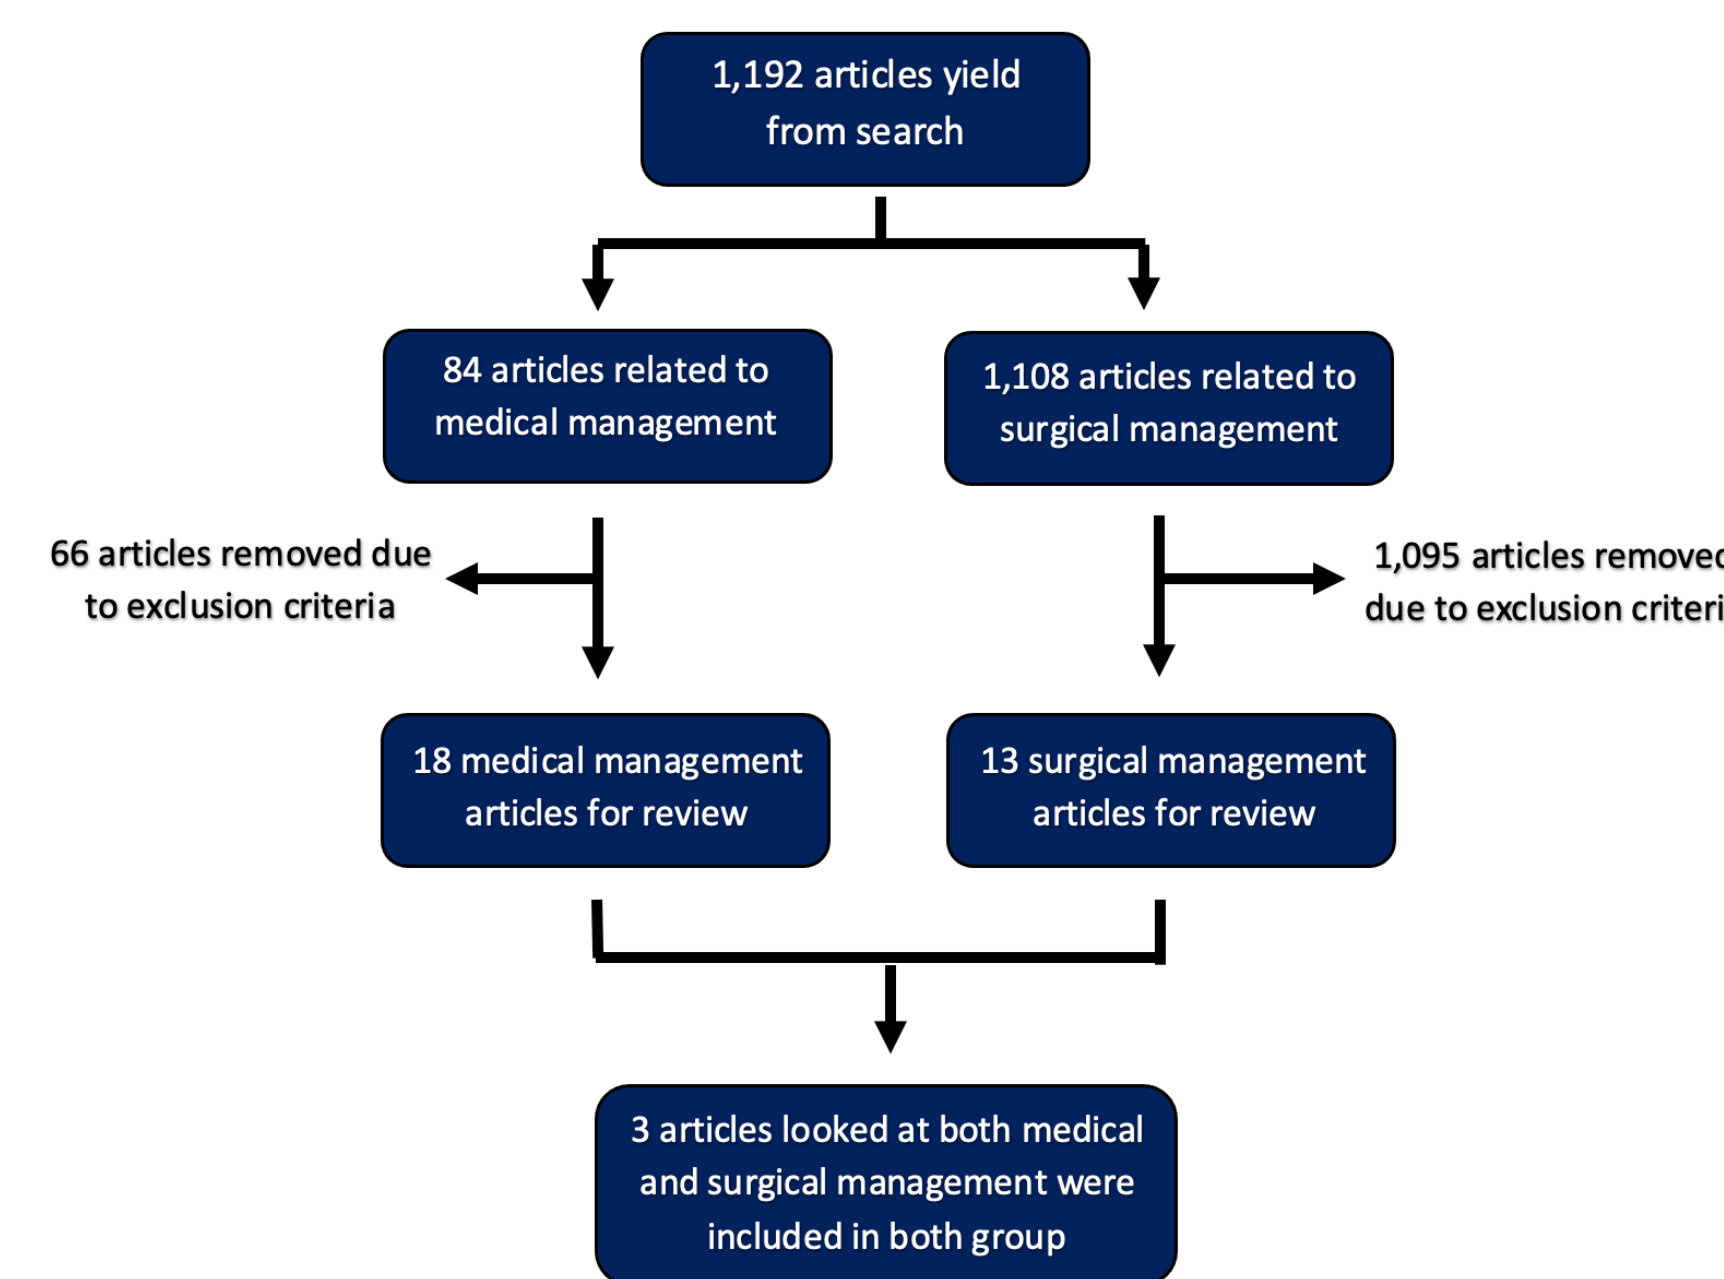 1,192 articles yield
from search
84 articles related to
medical management
1,108 articles related to
surgical management
66 articles removed due
to exclusion criteria
1,095 articles removed
due to exclusion criteri
18 medical management
articles for review
13 surgical management
articles for review
3 articles looked at both medical
and surgical management were
included in both group